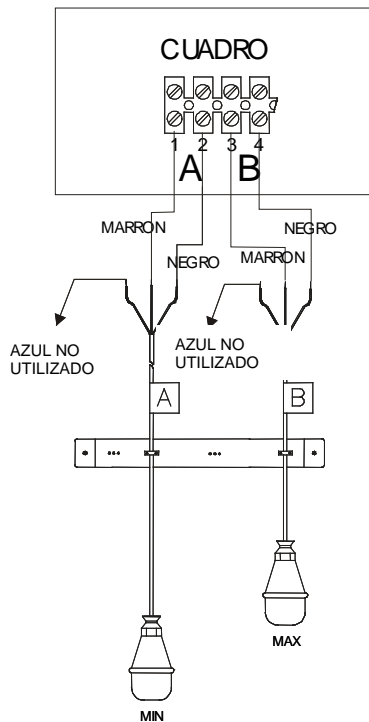 CUADRO
1 2 3 4
A B
MARRON
NEGRO
NEGRO
MARRON
AZUL NO
UTILIZADO
AZUL NO
UTILIZADO
A
B
MAX
MIN